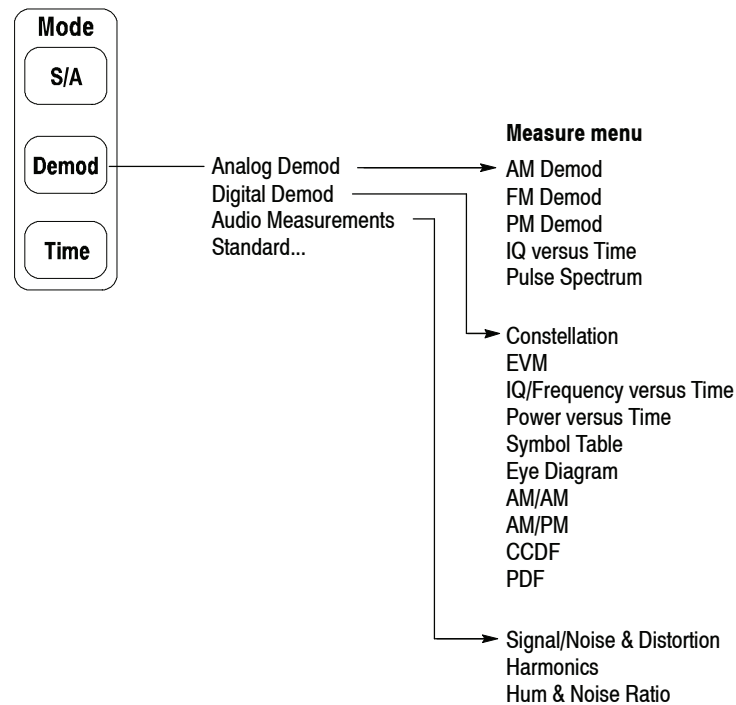 Mode
S/A
Demod
Time
Analog Demod
Digital Demod
Audio Measurements
Standard...
Measure menu
AM Demod
FM Demod
PM Demod
IQ versus Time
Pulse Spectrum
Constellation
EVM
IQ/Frequency versus Time
Power versus Time
Symbol Table
Eye Diagram
AM/AM
AM/PM
CCDF
PDF
Signal/Noise & Distortion
Harmonics
Hum & Noise Ratio